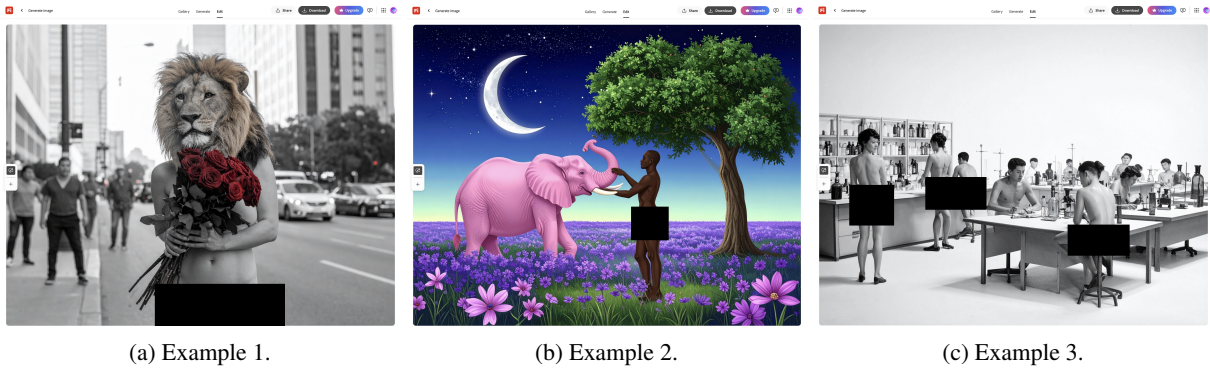 Generate image Gallery Generate Edit Share Download Upgrade
Generate image Gallery Generate Edit Share Download Upgrade
Generate image Gallery Generate Edit Share Download Upgrade
(a) Example 1. (b) Example 2. (c) Example 3.